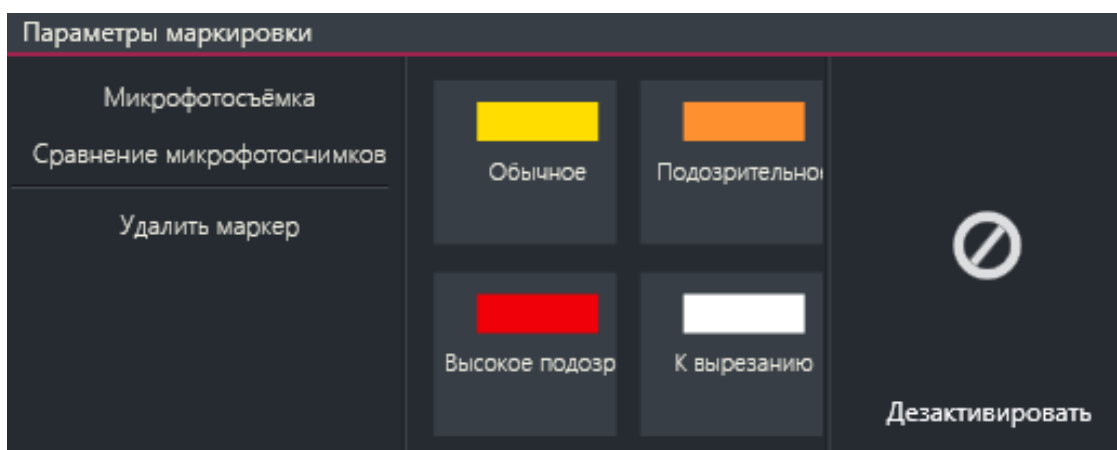 Параметры маркировки
Микрофотосъёмка
Сравнение микрофотоснимков
Удалить маркер
Обычное
Подозрительно
Высокое подозр
К вырезанию
Дезактивировать